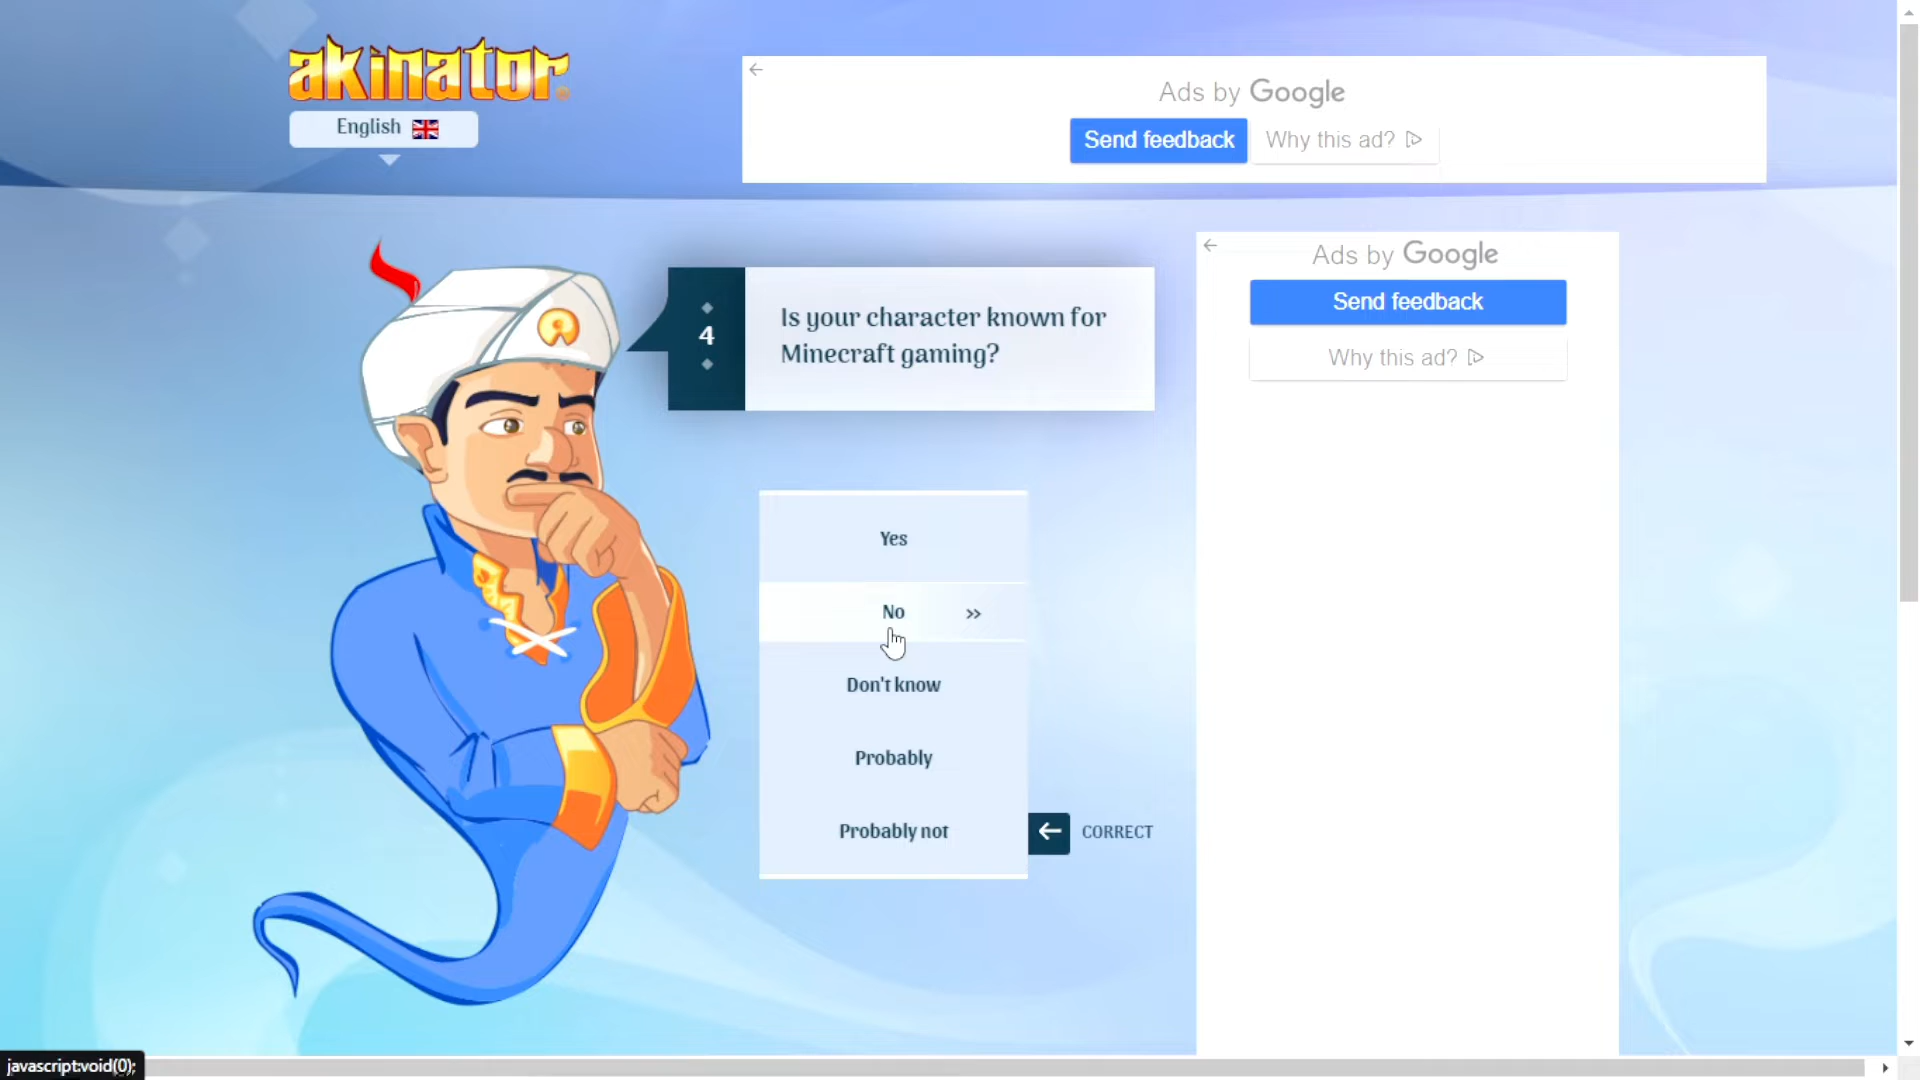 akinator
English
Ads by Google
Send feedback
Why this ad?
4
Is your character known for
Minecraft gaming?
Yes
No
Don't know
Probably
Probably not
CORRECT
Ads by Google
Send feedback
Why this ad?
javascript:void(0);